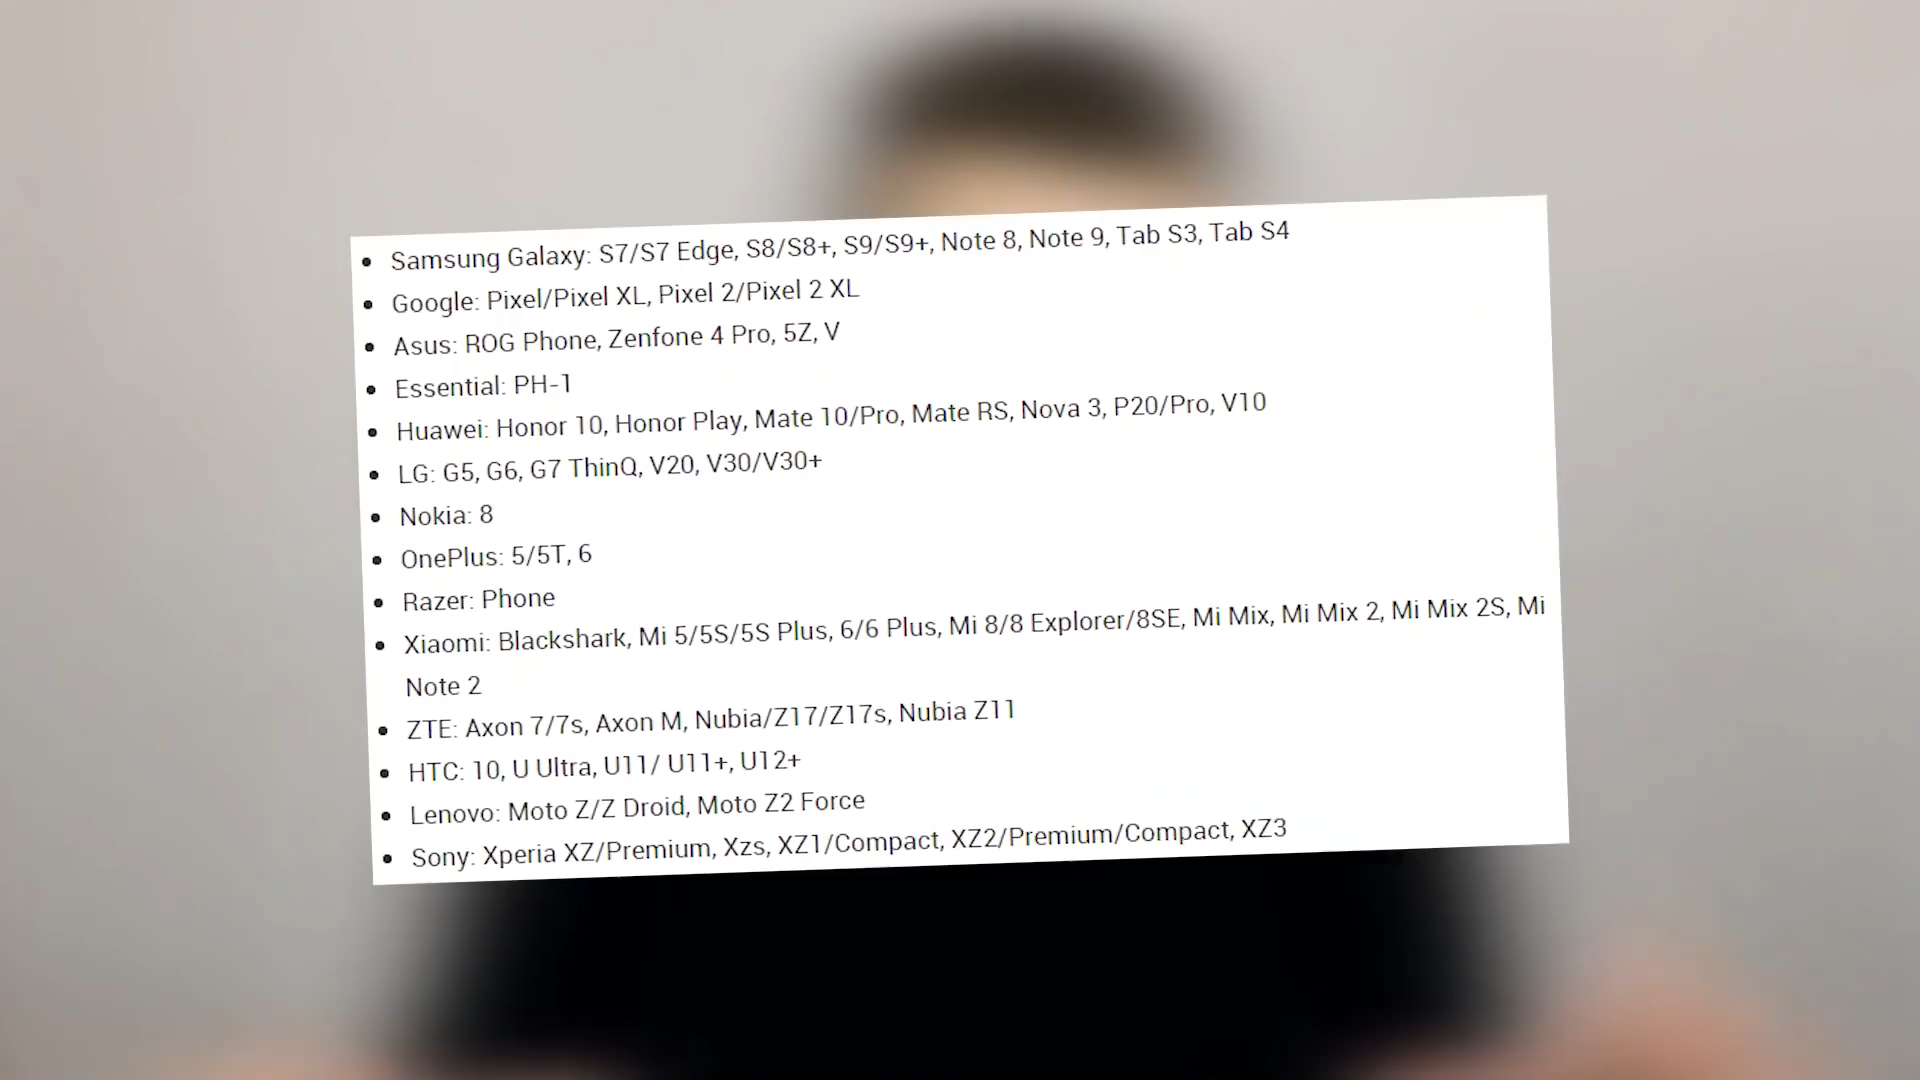 Samsung Galaxy: S7/S7 Edge, S8/S8+, S9/S9+, Note 8, Note 9, Tab S3, Tab S4
Google: Pixel/Pixel XL, Pixel 2/Pixel 2 XL
Asus: ROG Phone, Zenfone 4 Pro, 5Z, V
Essential: PH-1
Huawei: Honor 10, Honor Play, Mate 10/Pro, Mate RS, Nova 3, P20/Pro, V10
LG: G5, G6, G7 ThinQ, V20, V30/V30+
Nokia: 8
OnePlus: 5/5T, 6
Razer: Phone
Xiaomi: Blackshark, Mi 5/5S/5S Plus, 6/6 Plus, Mi 8/8 Explorer/8SE, Mi Mix, Mi Mix 2, Mi Mix 2S, Mi
Note 2
ZTE: Axon 7/7s, Axon M, Nubia/Z17/Z17s, Nubia Z11
HTC: 10, U Ultra, U11/ U11+, U12+
Lenovo: Moto Z/Z Droid, Moto Z2 Force
Sony: Xperia XZ/Premium, Xzs, XZ1/Compact, XZ2/Premium/Compact, XZ3